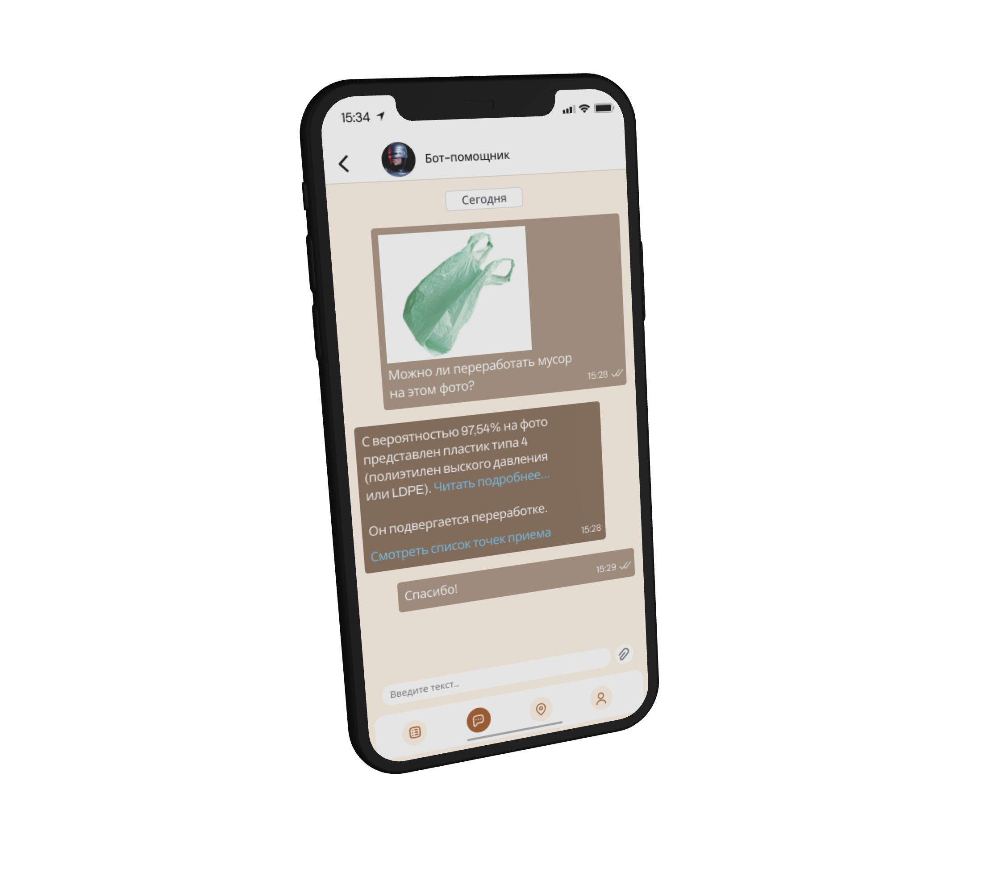 15:34
Бот-помощник
Сегодня
Можно ли переработать мусор
на этом фото?
15:28
С вероятностью 97,54% на фото
представлен пластик типа 4
(полиэтилен выского давления
или LDPE). Читать подробнее...
Он подвергается переработке.
Смотреть список точек приема
15:28
Спасибо!
15:29
Введите текст...